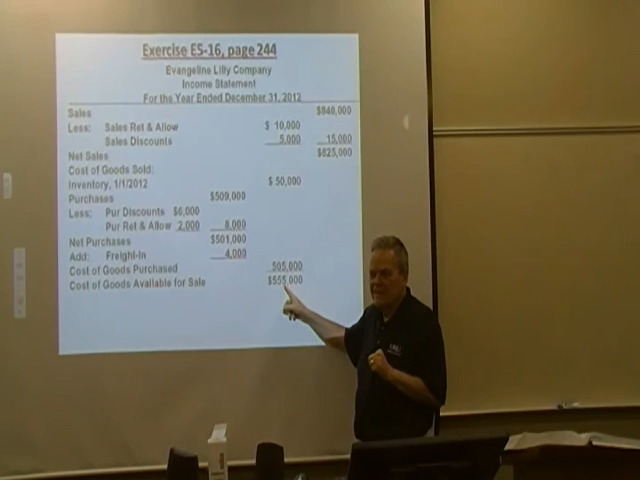 Exercise E5-16, page 244
Evangeline Lilly Company
Income Statement
For the Year Ended December 31, 2012
Sales $840,000
Less: Sales Ret & Allow $ 10,000
Sales Discounts 5,000 15,000
Net Sales $825,000
Cost of Goods Sold:
Inventory, 1/1/2012 $ 50,000
Purchases $509,000
Less: Pur Discounts $6,000
Pur Ret & Allow 2,000 8,000
Net Purchases $501,000
Add: Freight-In 4,000
Cost of Goods Purchased 505,000
Cost of Goods Available for Sale $555,000